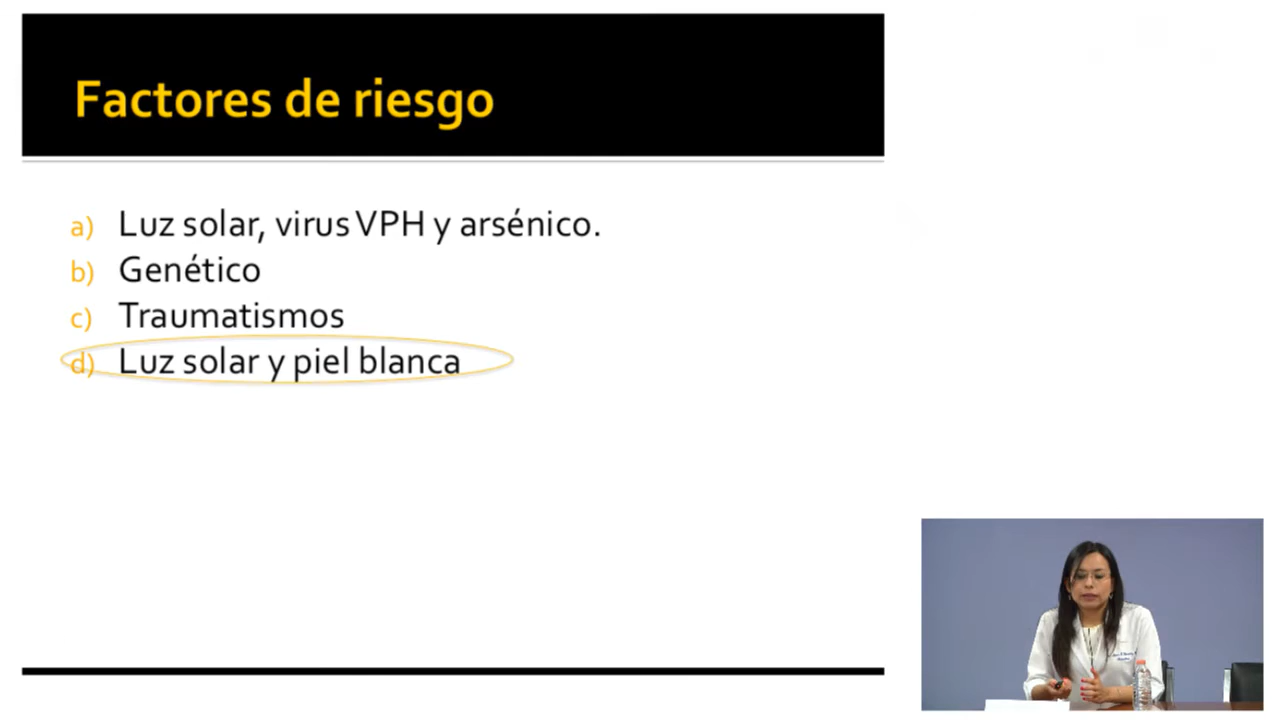 Factores de riesgo
a) Luz solar, virus VPH y arsénico.
b) Genético
c) Traumatismos
d) Luz solar y piel blanca